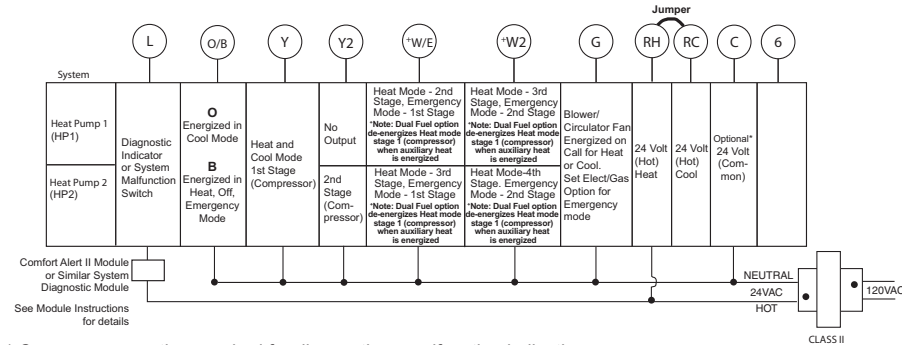 Jumper
L O/B Y Y2 +W/E +W2 G RH RC C 6
System
Heat Pump 1
(HP1)
Heat Pump 2
(HP2)
Diagnostic
Indicator
or System
Malfunction
Switch
O
Energized in
Cool Mode
B
Energized in
Heat, Off,
Emergency
Mode
Heat and
Cool Mode
1st Stage
(Compressor)
No
Output
2nd
Stage
(Com-
pressor)
Heat Mode - 2nd
Stage, Emergency
Mode - 1st Stage
*Note: Dual Fuel option
de-energizes Heat mode
stage 1 (compressor)
when auxiliary heat
is energized
Heat Mode - 3rd
Stage, Emergency
Mode - 1st Stage
*Note: Dual Fuel option
de-energizes Heat mode
stage 1 (compressor)
when auxiliary heat
is energized
Heat Mode - 3rd
Stage, Emergency
Mode - 2nd Stage
*Note: Dual Fuel option
de-energizes Heat mode
stage 1 (compressor)
when auxiliary heat
is energized
Heat Mode-4th
Stage. Emergency
Mode - 2nd Stage
*Note: Dual Fuel option
de-energizes Heat mode
stage 1 (compressor)
when auxiliary heat
is energized
Blower/
Circulator Fan
Energized on
Call for Heat
or Cool.
Set Elect/Gas
Option for
Emergency
mode
24 Volt
(Hot)
Heat
24 Volt
(Hot)
Cool
Optional*
24 Volt
(Com-
mon)
Comfort Alert II Module
or Similar System
Diagnostic Module
See Module Instructions
for details
NEUTRAL
24VAC
HOT
120VAC
CLASS II